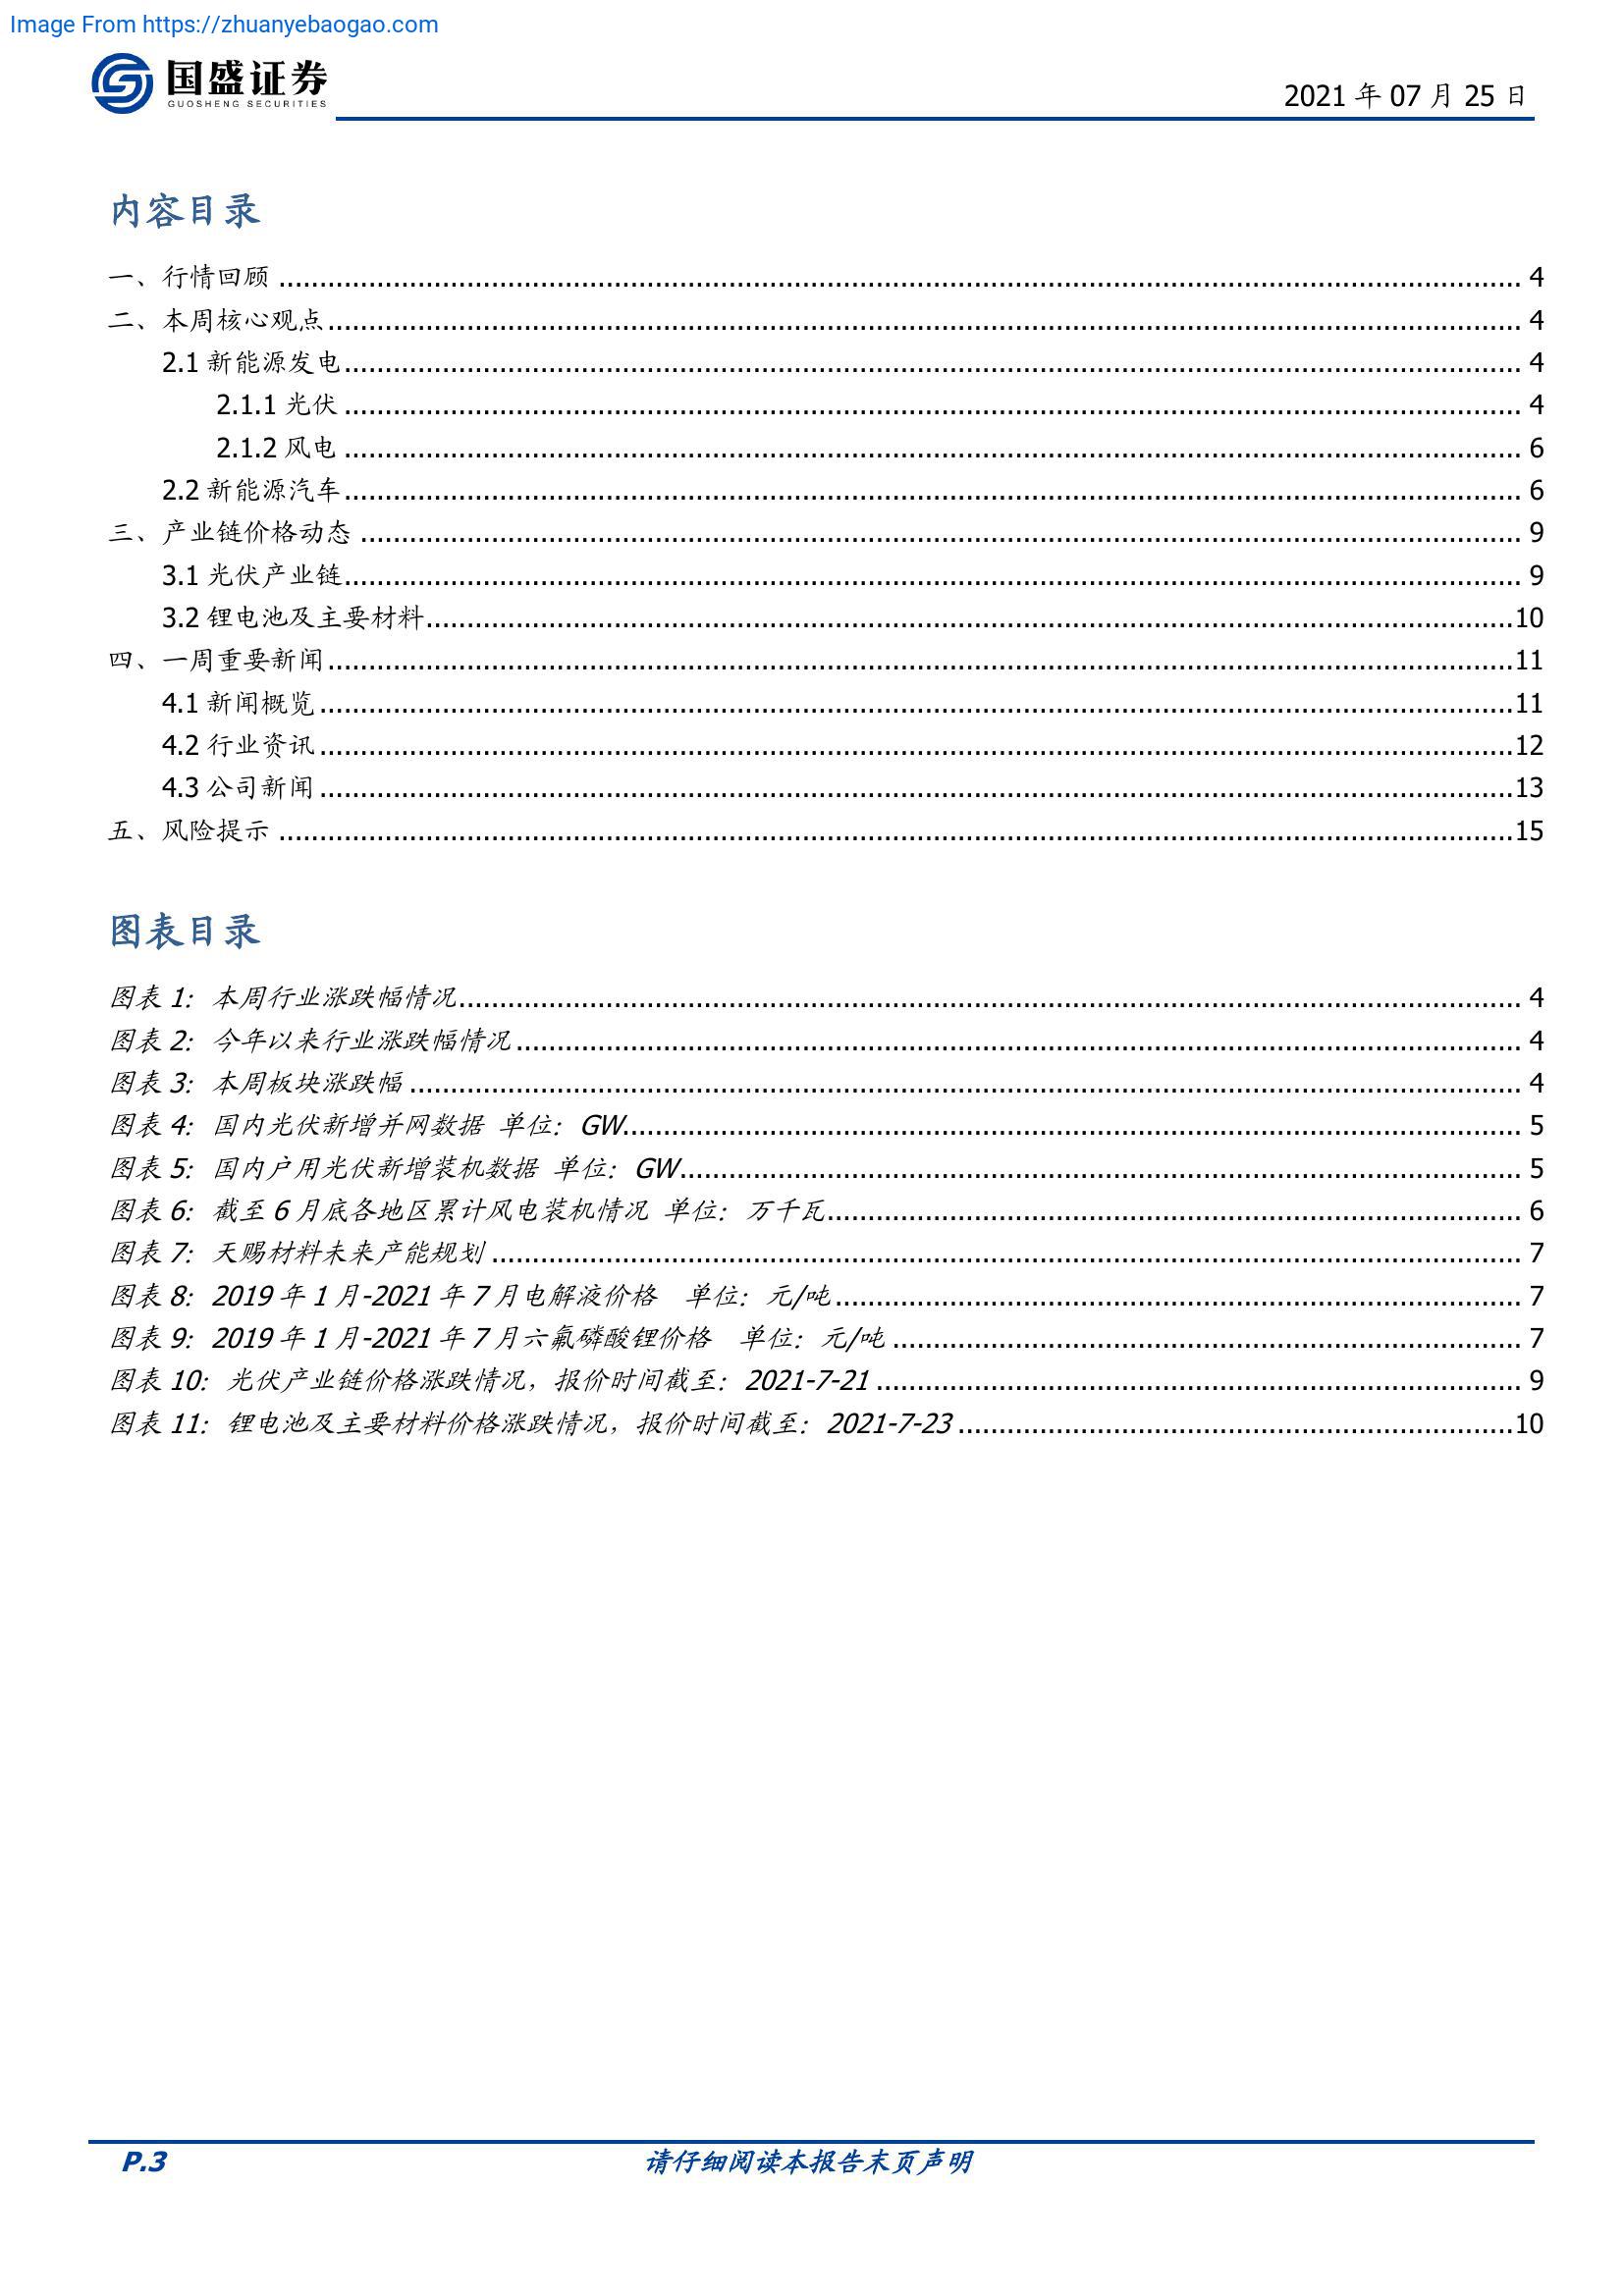 Image From https://zhuanyebaogao.com
国盛证券
GUOSHENG SECURITIES
2021 年 07 月 25 日
内容目录
一、行情回顾 4
二、本周核心观点 4
2.1 新能源发电 4
2.1.1 光伏 4
2.1.2 风电 6
2.2 新能源汽车 6
三、产业链价格动态 9
3.1 光伏产业链 9
3.2 锂电池及主要材料 10
四、一周重要新闻 11
4.1 新闻概览 11
4.2 行业资讯 12
4.3 公司新闻 13
五、风险提示 15
图表目录
图表 1：本周行业涨跌幅情况 4
图表 2：今年以来行业涨跌幅情况 4
图表 3：本周板块涨跌幅 4
图表 4：国内光伏新增并网数据 单位：GW 5
图表 5：国内户用光伏新增装机数据 单位：GW 5
图表 6：截至 6 月底各地区累计风电装机情况 单位：万千瓦 6
图表 7：天赐材料未来产能规划 7
图表 8：2019 年 1 月-2021 年 7 月电解液价格 单位：元/吨 7
图表 9：2019 年 1 月-2021 年 7 月六氟磷酸锂价格 单位：元/吨 7
图表 10：光伏产业链价格涨跌情况，报价时间截至：2021-7-21 9
图表 11：锂电池及主要材料价格涨跌情况，报价时间截至：2021-7-23 10
P.3
请仔细阅读本报告末页声明